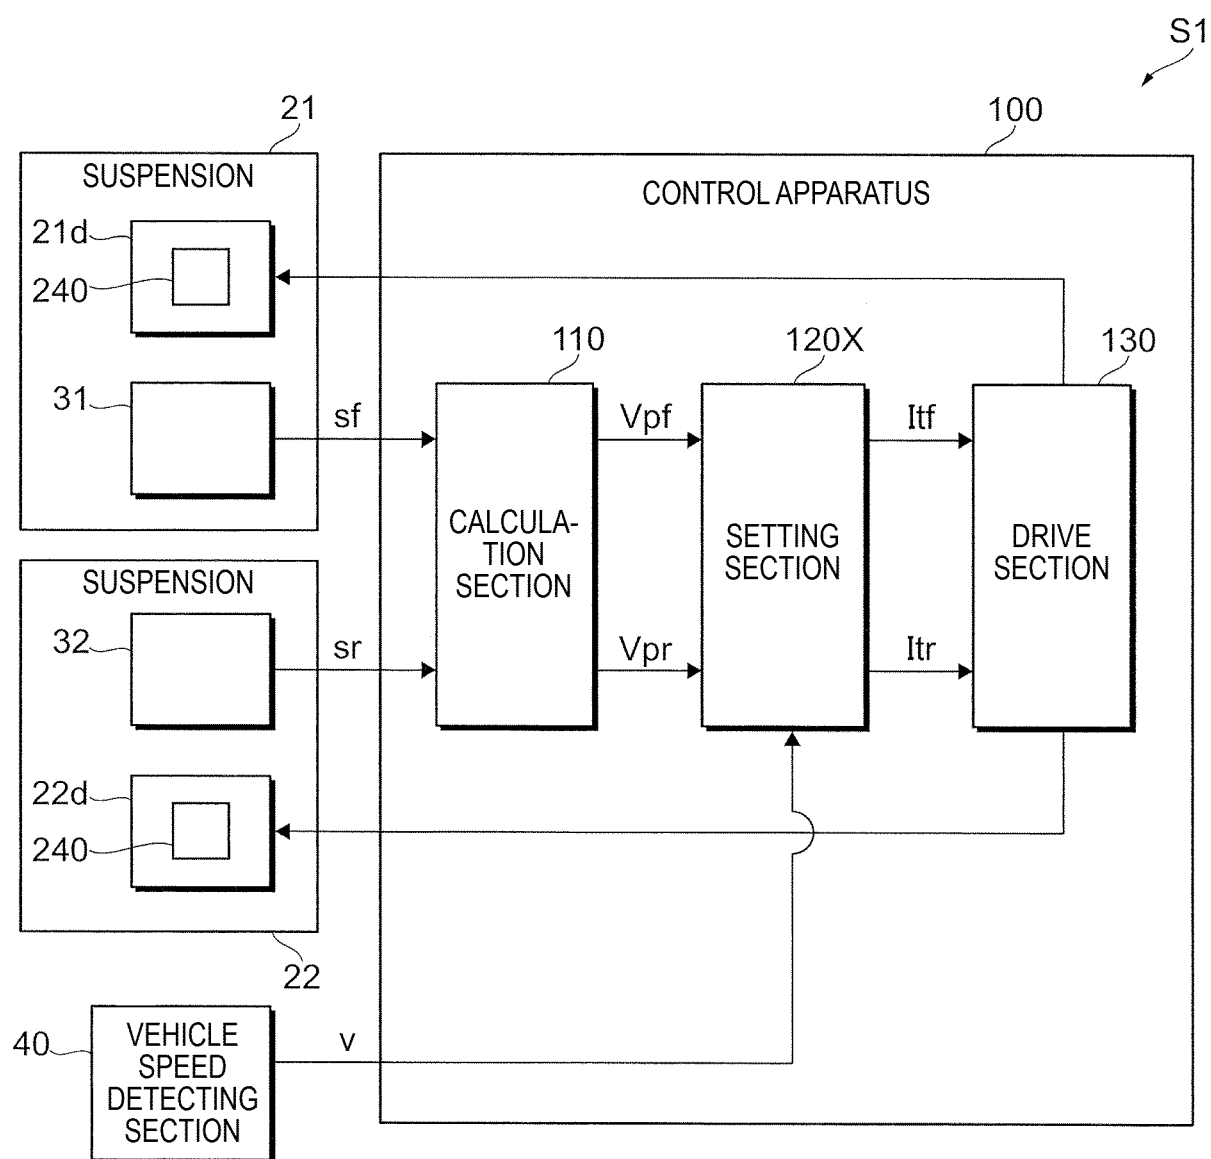 S1
21
100
SUSPENSION
CONTROL APPARATUS
21d
240
110
120X
130
31
sf
Vpf
Itf
CALCULA-
TION
SECTION
SETTING
SECTION
DRIVE
SECTION
SUSPENSION
32
sr
Vpr
Itr
22d
240
22
40
VEHICLE
SPEED
DETECTING
SECTION
v